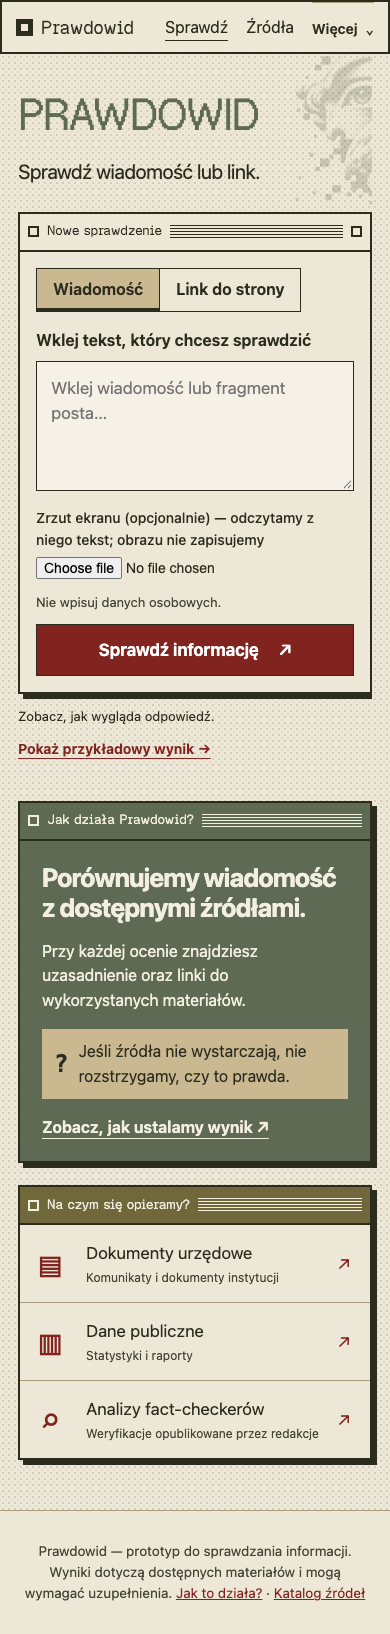 Prawdowid Sprawdź Źródła Więcej ⌄
PRAWDOWID
Sprawdź wiadomość lub link.
Nowe sprawdzenie
Wiadomość Link do strony
Wklej tekst, który chcesz sprawdzić
Wklej wiadomość lub fragment
posta...
Zrzut ekranu (opcjonalnie) — odczytamy z
niego tekst; obrazu nie zapisujemy
Choose file No file chosen
Nie wpisuj danych osobowych.
Sprawdź informację ↗
Zobacz, jak wygląda odpowiedź.
Pokaż przykładowy wynik →
Jak działa Prawdowid?
Porównujemy wiadomość
z dostępnymi źródłami.
Przy każdej ocenie znajdziesz
uzasadnienie oraz linki do
wykorzystanych materiałów.
? Jeśli źródła nie wystarczają, nie
rozstrzygamy, czy to prawda.
Zobacz, jak ustalamy wynik ↗
Na czym się opieramy?
Dokumenty urzędowe ↗
Komunikaty i dokumenty instytucji
Dane publiczne ↗
Statystyki i raporty
Analizy fact-checkerów ↗
Weryfikacje opublikowane przez redakcje
Prawdowid — prototyp do sprawdzania informacji.
Wyniki dotyczą dostępnych materiałów i mogą
wymagać uzupełnienia. Jak to działa? · Katalog źródeł